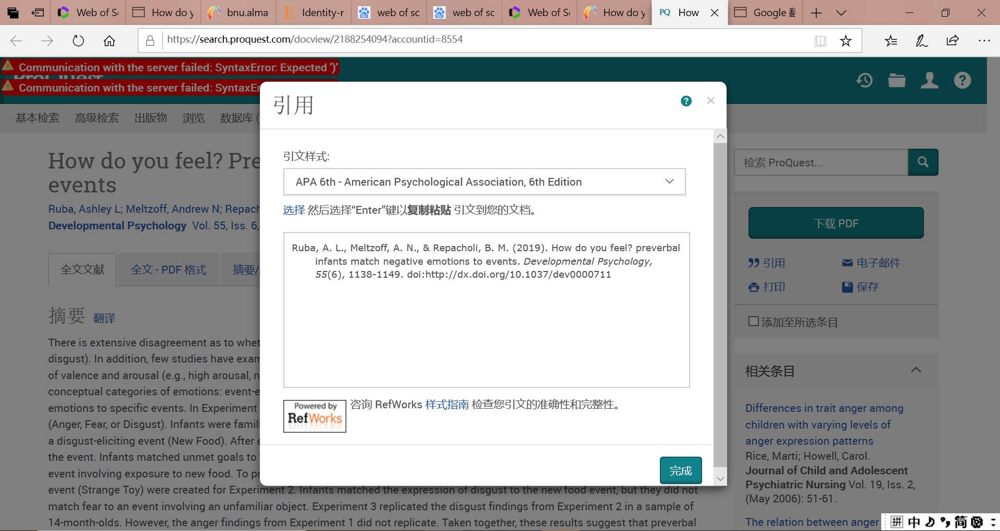 Web of S
How do y
bnu.alma
Identity-r
web of sc
web of sc
Web of S
How do y
PQ How
Google 翻
https://search.proquest.com/docview/2188254094?accountid=8554
Communication with the server failed: SyntaxError: Expected ')'
ProQuest
Communication with the server failed: SyntaxE
基本检索 高级检索 出版物 浏览 数据库 (
引用
引文样式:
APA 6th - American Psychological Association, 6th Edition
选择 然后选择“Enter”键以复制粘贴 引文到您的文档。
Ruba, A. L., Meltzoff, A. N., & Repacholi, B. M. (2019). How do you feel? preverbal
infants match negative emotions to events. Developmental Psychology,
55(6), 1138-1149. doi:http://dx.doi.org/10.1037/dev0000711
Powered by
RefWorks
咨询 RefWorks 样式指南 检查您引文的准确性和完整性。
完成
How do you feel? Pre
events
Ruba, Ashley L; Meltzoff, Andrew N; Repach
Developmental Psychology Vol. 55, Iss. 6,
全文文献 全文 - PDF 格式 摘要/
摘要 翻译
There is extensive disagreement as to whet
disgust). In addition, few studies have exam
of valence and arousal (e.g., high arousal, n
conceptual categories of emotions: event-e
emotions to specific events. In Experiment
(Anger, Fear, or Disgust). Infants were famili
a disgust-eliciting event (New Food). After e
the event. Infants matched unmet goals to
event involving exposure to new food. To pr
event (Strange Toy) were created for Experiment 2. Infants matched the expression of disgust to the new food event, but they did not
match fear to an event involving an unfamiliar object. Experiment 3 replicated the disgust findings from Experiment 2 in a sample of
14-month-olds. However, the anger findings from Experiment 1 did not replicate. Taken together, these results suggest that preverbal
检索 ProQuest...
下载 PDF
引用 电子邮件
打印 保存
添加至所选条目
相关条目
Differences in trait anger among
children with varying levels of
anger expression patterns
Rice, Marti; Howell, Carol.
Journal of Child and Adolescent
Psychiatric Nursing Vol. 19, Iss. 2,
(May 2006): 51-61.
The relation between anger
拼 中 简